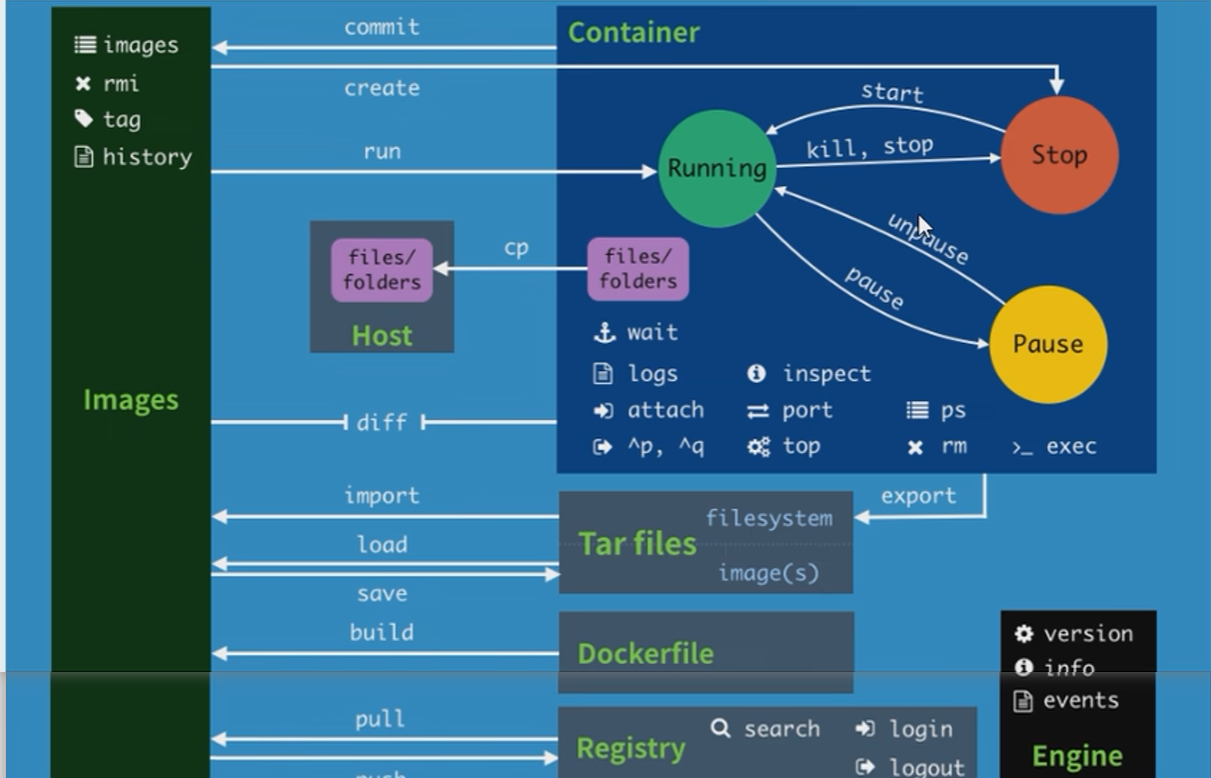 commit
Container
images
create
rmi
start
tag
run
kill, stop
Running
Stop
history
unpause
cp
files/
folders
files/
folders
pause
Host
wait
Pause
logs
inspect
Images
attach
port
ps
diff
^p, ^q
top
rm
>_ exec
import
export
filesystem
load
Tar files
image(s)
save
build
version
Dockerfile
info
events
pull
search
login
Registry
Engine
logout
push